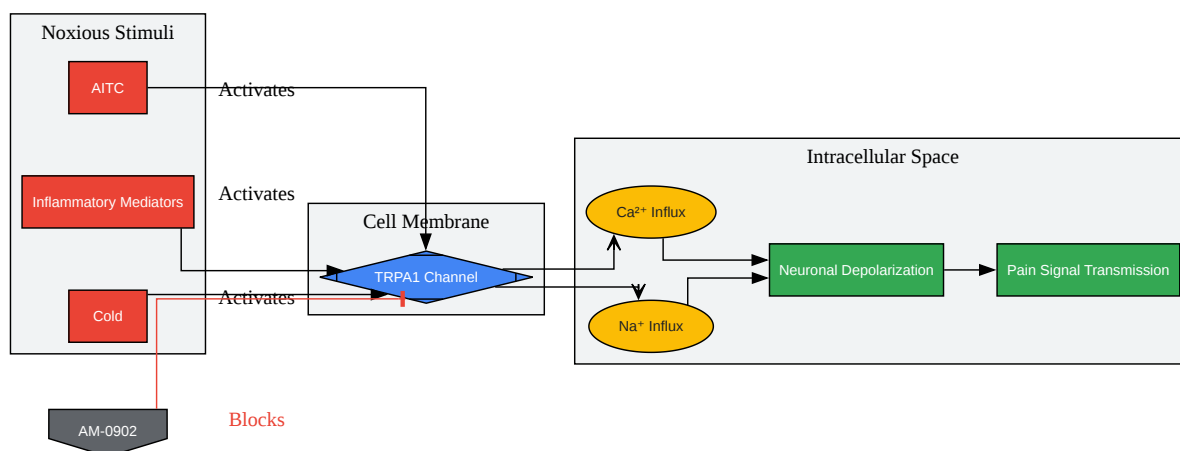 Noxious Stimuli
AITC
Activates
Inflammatory Mediators
Activates
Cold
Activates
AM-0902
Blocks
Cell Membrane
TRPA1 Channel
Intracellular Space
Ca²⁺ Influx
Na⁺ Influx
Neuronal Depolarization
Pain Signal Transmission